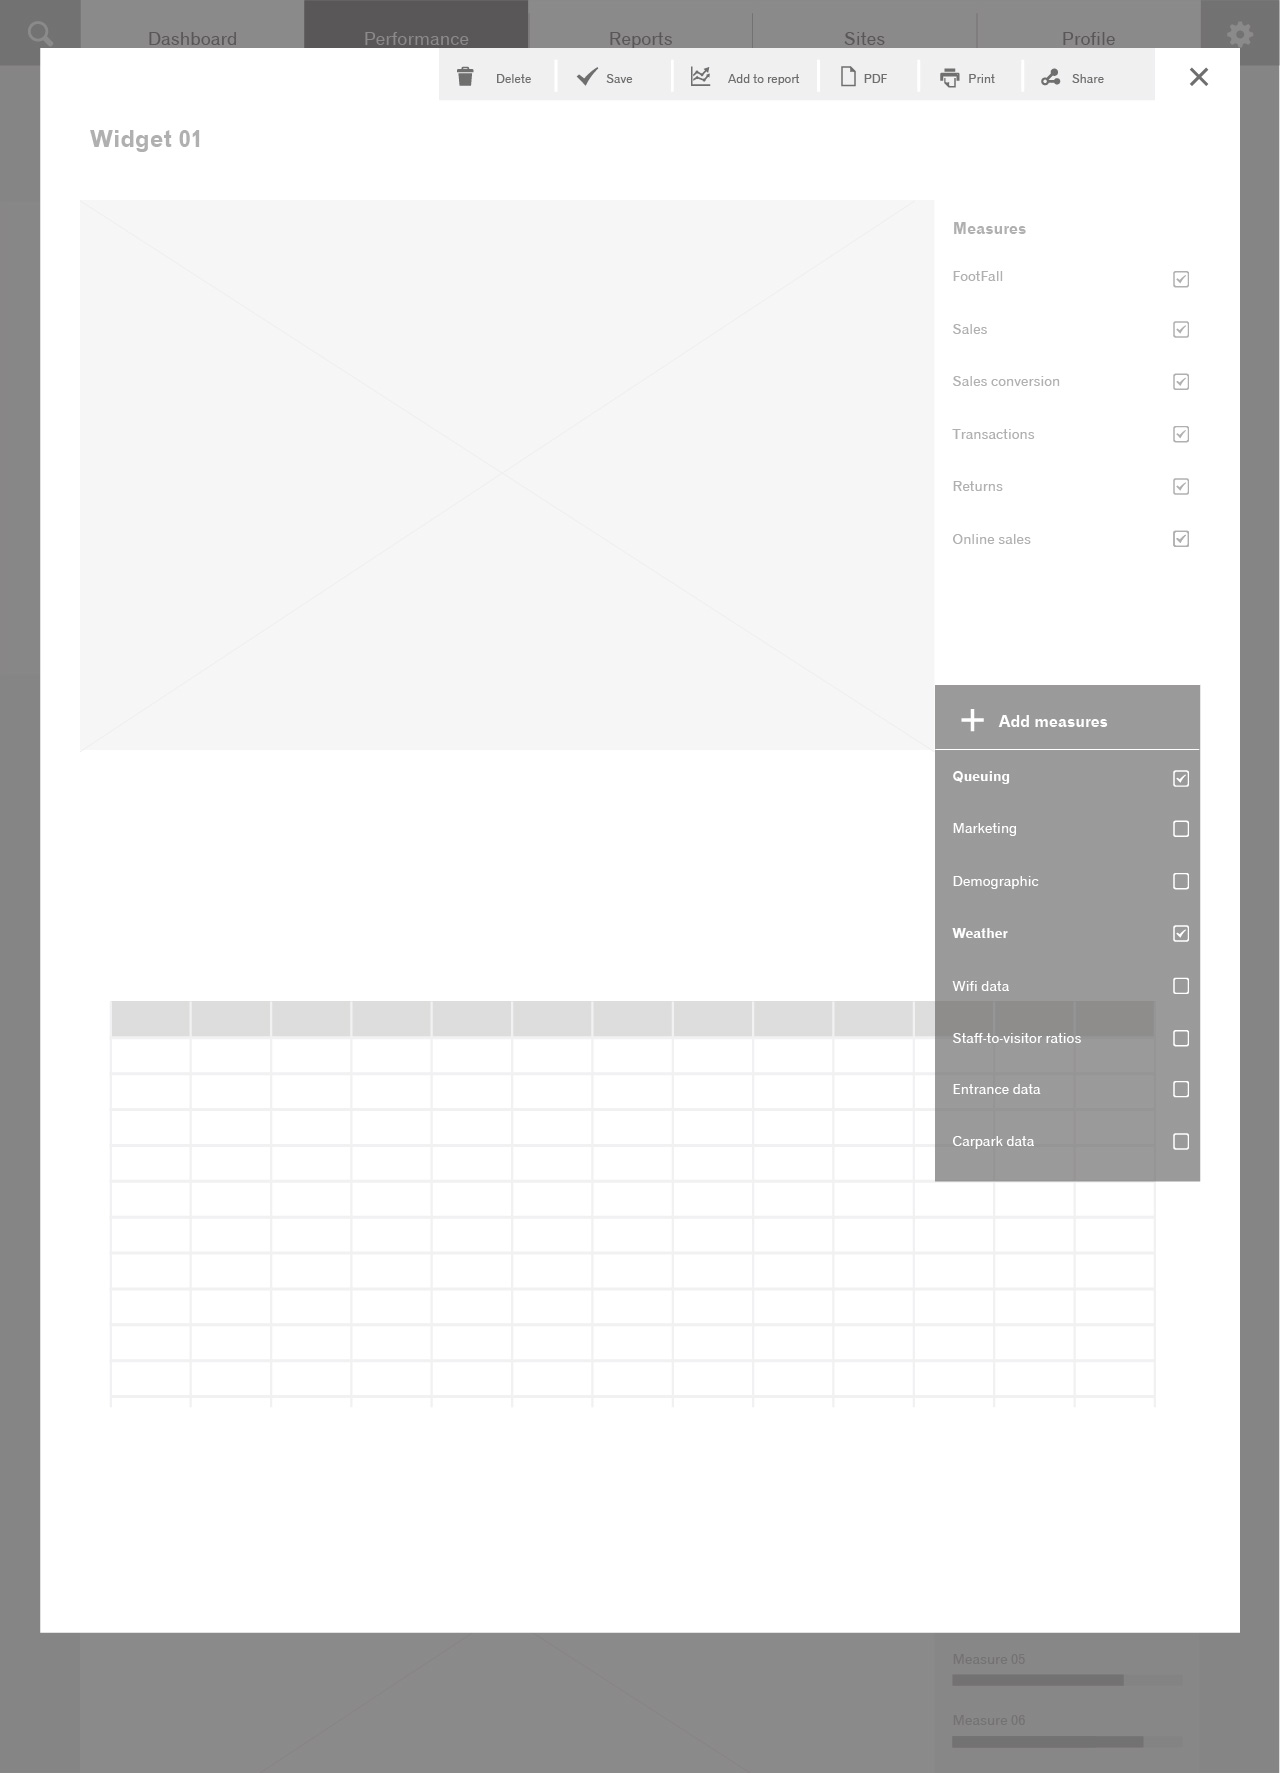 Dashboard
Performance
Reports
Sites
Profile
Delete
Save
Add to report
PDF
Print
Share
Widget 01
Measures
FootFall
Sales
Sales conversion
Transactions
Returns
Online sales
Add measures
Queuing
Marketing
Demographic
Weather
Wifi data
Staff-to-visitor ratios
Entrance data
Carpark data
Measure 05
Measure 06